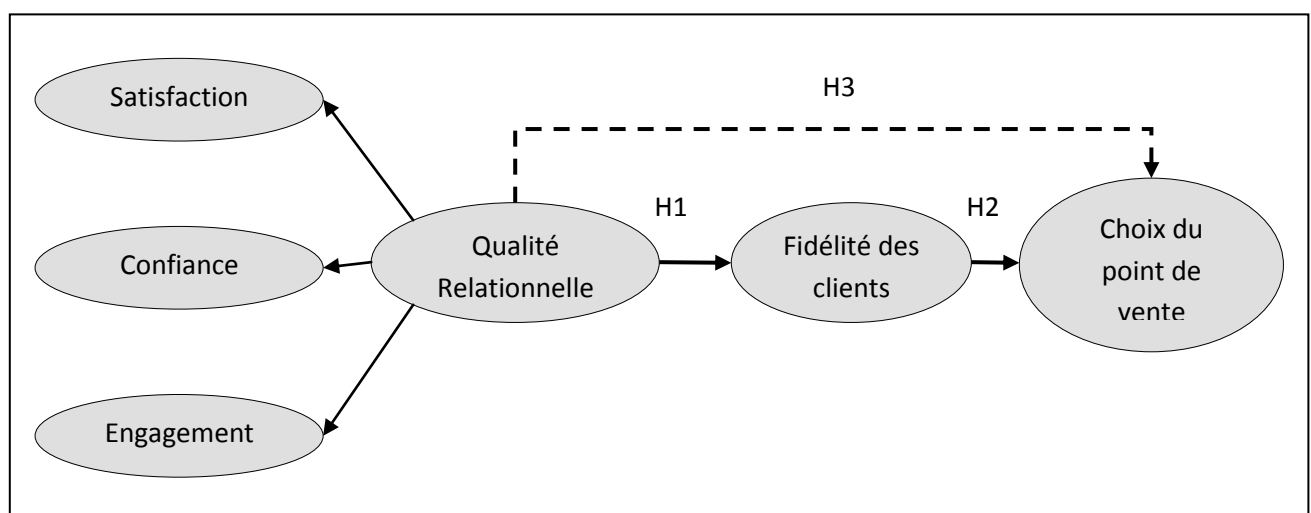 Satisfaction
H3
H1
H2
Confiance
Qualité
Relationnelle
Fidélité des
clients
Choix du
point de
vente
Engagement